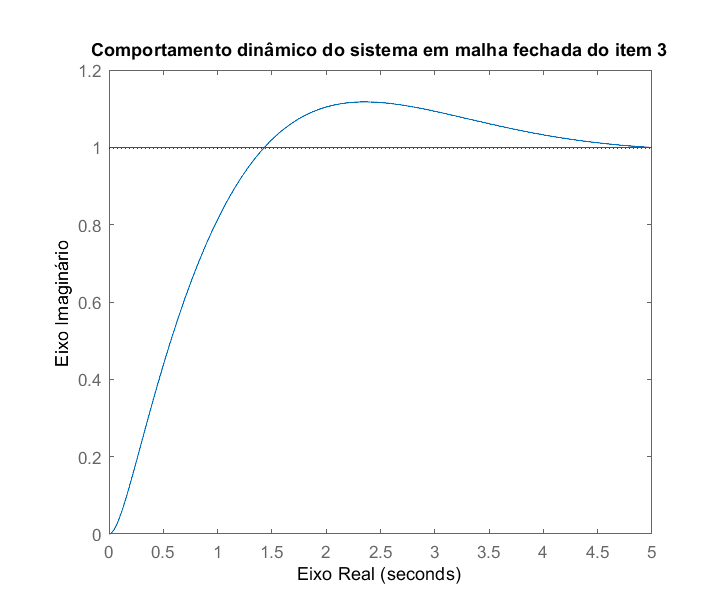 Comportamento dinâmico do sistema em malha fechada do item 3
1.2
1
0.8
0.6
0.4
0.2
0
Eixo Imaginário
0 0.5 1 1.5 2 2.5 3 3.5 4 4.5 5
Eixo Real (seconds)